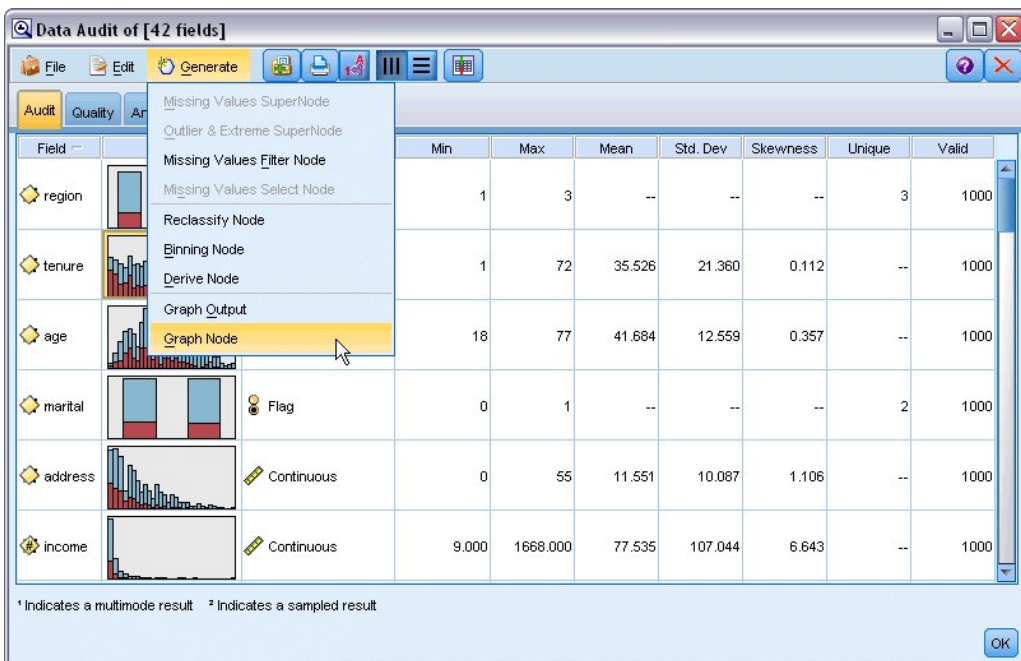 Data Audit of [42 fields]
File Edit Generate
Audit Quality An
Missing Values SuperNode
Outlier & Extreme SuperNode
Missing Values Filter Node
Missing Values Select Node
Reclassify Node
Binning Node
Derive Node
Graph Output
Graph Node
Field Min Max Mean Std. Dev Skewness Unique Valid
region 1 3 -- -- -- 3 1000
tenure 1 72 35.526 21.360 0.112 -- 1000
age 18 77 41.684 12.559 0.357 -- 1000
marital Flag 0 1 -- -- -- 2 1000
address Continuous 0 55 11.551 10.087 1.106 -- 1000
income Continuous 9.000 1668.000 77.535 107.044 6.643 -- 1000
¹ Indicates a multimode result ² Indicates a sampled result
OK